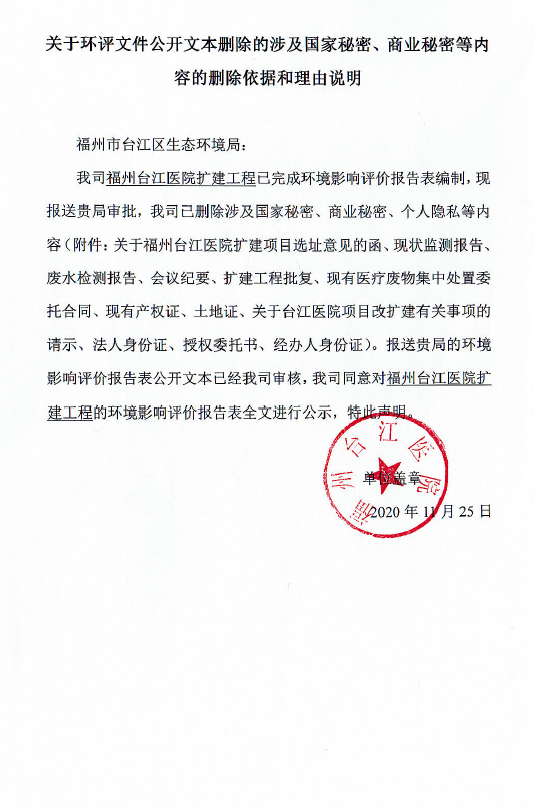 关于环评文件公开文本删除的涉及国家秘密、商业秘密等内
容的删除依据和理由说明
福州市台江区生态环境局：
我司福州台江医院扩建工程已完成环境影响评价报告表编制，现
报送贵局审批，我司已删除涉及国家秘密、商业秘密、个人隐私等内
容（附件：关于福州台江医院扩建项目选址意见的函、现状监测报告、
废水检测报告、会议纪要、扩建工程批复、现有医疗废物集中处置委
托合同、现有产权证、土地证、关于台江医院项目改扩建有关事项的
请示、法人身份证、授权委托书、经办人身份证）。报送贵局的环境
影响评价报告表公开文本已经我司审核，我司同意对福州台江医院扩
建工程的环境影响评价报告表全文进行公示，特此声明。
福州台江医院
单位盖章
2020 年 11 月 25 日